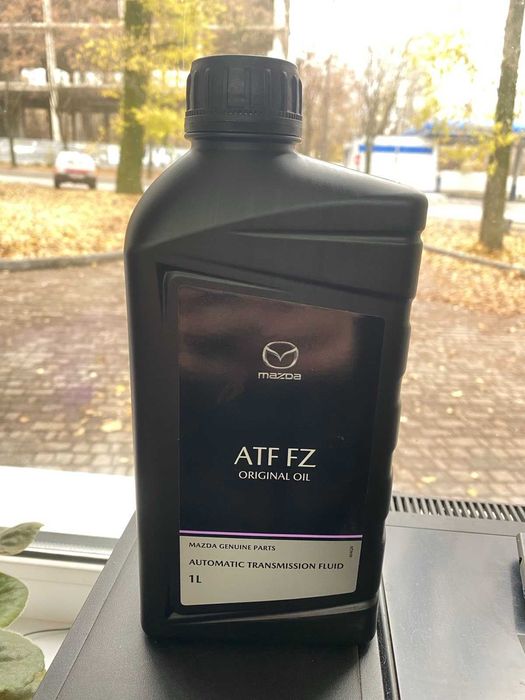 mazda
ATF FZ
ORIGINAL OIL
MAZDA GENUINE PARTS
AUTOMATIC TRANSMISSION FLUID
1L